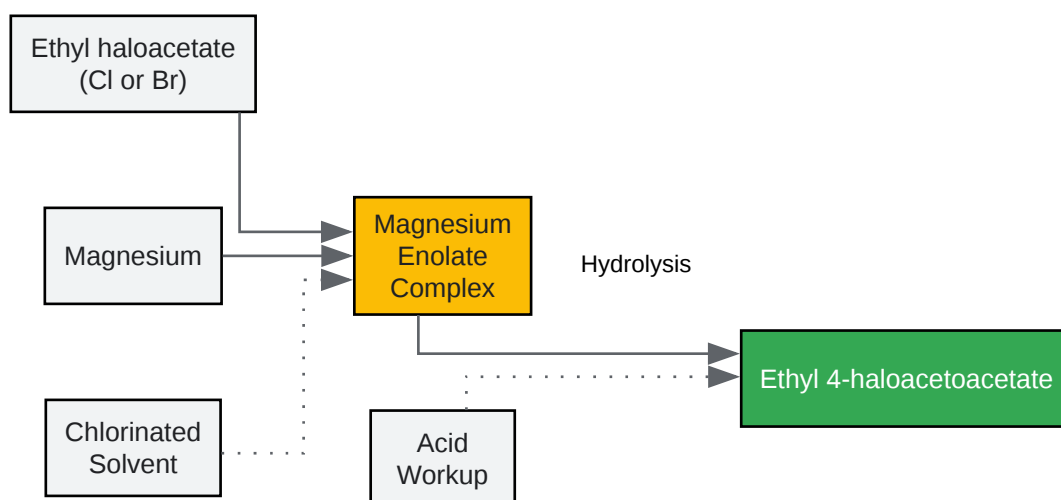 Ethyl haloacetate
(Cl or Br)
Magnesium
Magnesium
Enolate
Complex
Hydrolysis
Ethyl 4-haloacetoacetate
Chlorinated
Solvent
Acid
Workup